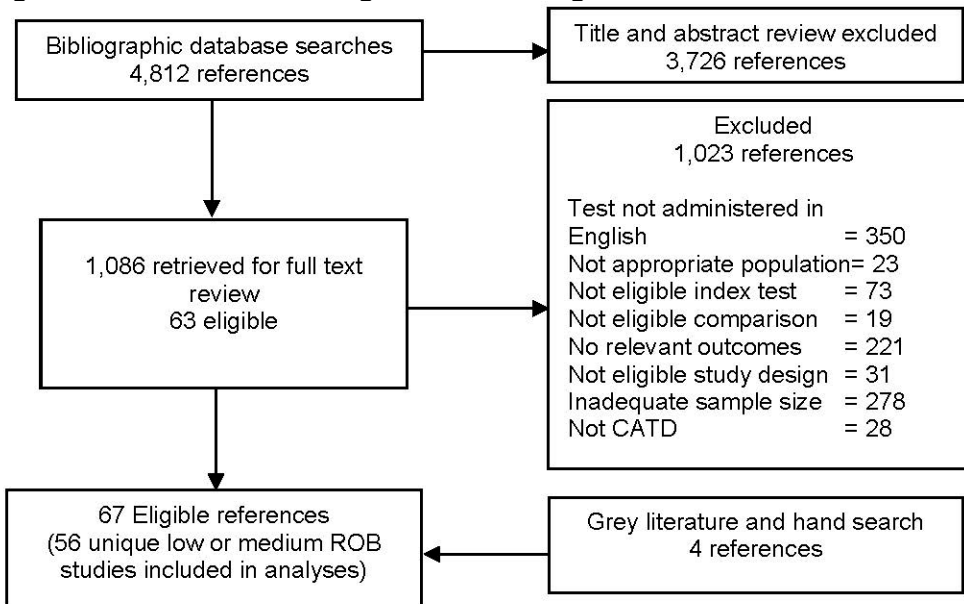 Bibliographic database searches
4,812 references
Title and abstract review excluded
3,726 references
Excluded
1,023 references
Test not administered in
English = 350
Not appropriate population= 23
Not eligible index test = 73
Not eligible comparison = 19
No relevant outcomes = 221
Not eligible study design = 31
Inadequate sample size = 278
Not CATD = 28
1,086 retrieved for full text
review
63 eligible
67 Eligible references
(56 unique low or medium ROB
studies included in analyses)
Grey literature and hand search
4 references